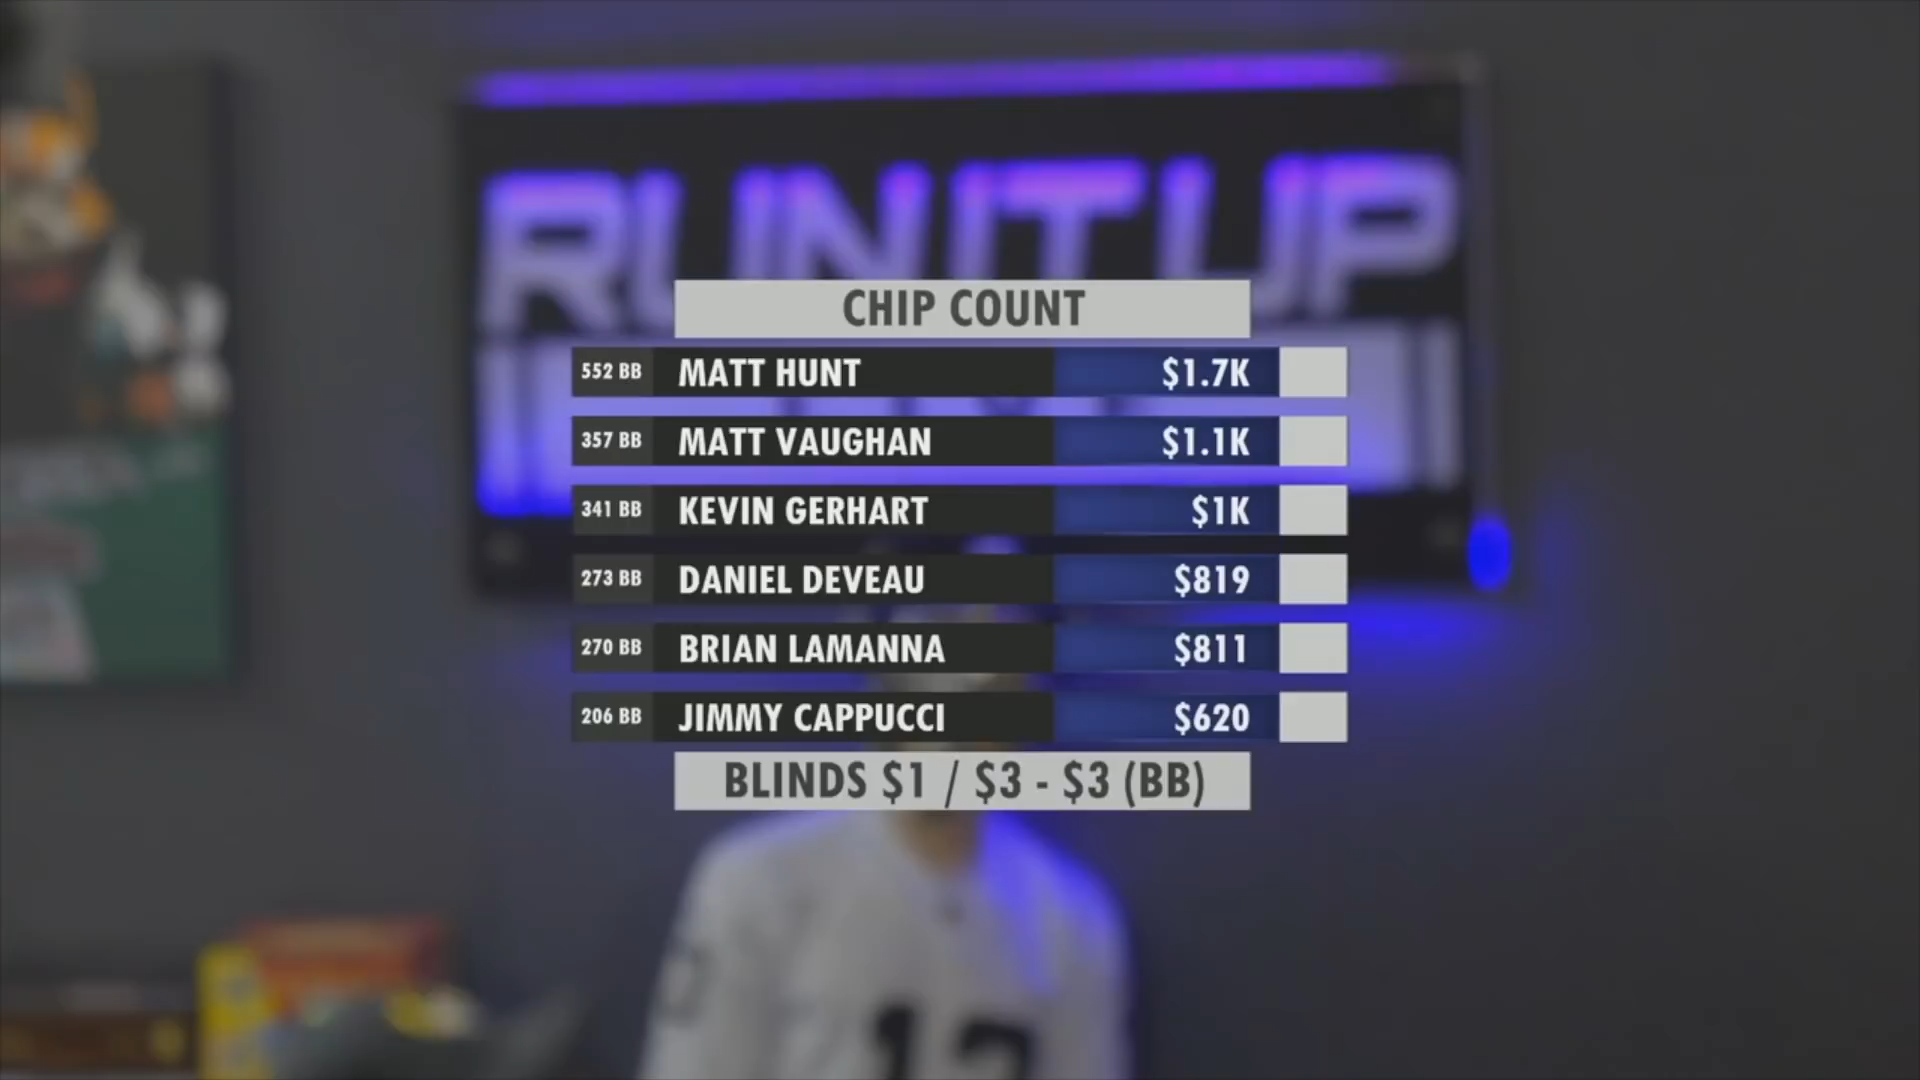 RUN IT UP
CHIP COUNT
552 BB MATT HUNT $1.7K
357 BB MATT VAUGHAN $1.1K
341 BB KEVIN GERHART $1K
273 BB DANIEL DEVEAU $819
270 BB BRIAN LAMANNA $811
206 BB JIMMY CAPPUCCI $620
BLINDS $1 / $3 - $3 (BB)
12